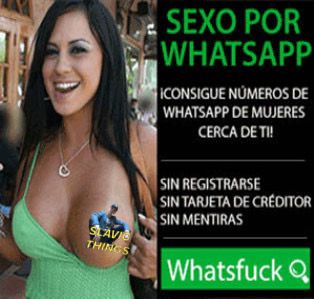 SEXO POR
WHATSAPP
¡CONSIGUE NÚMEROS DE
WHATSAPP DE MUJERES
CERCA DE TI!
SIN REGISTRARSE
SIN TARJETA DE CRÉDITOR
SIN MENTIRAS
Whatsfuck
SLAVIC
THINGS